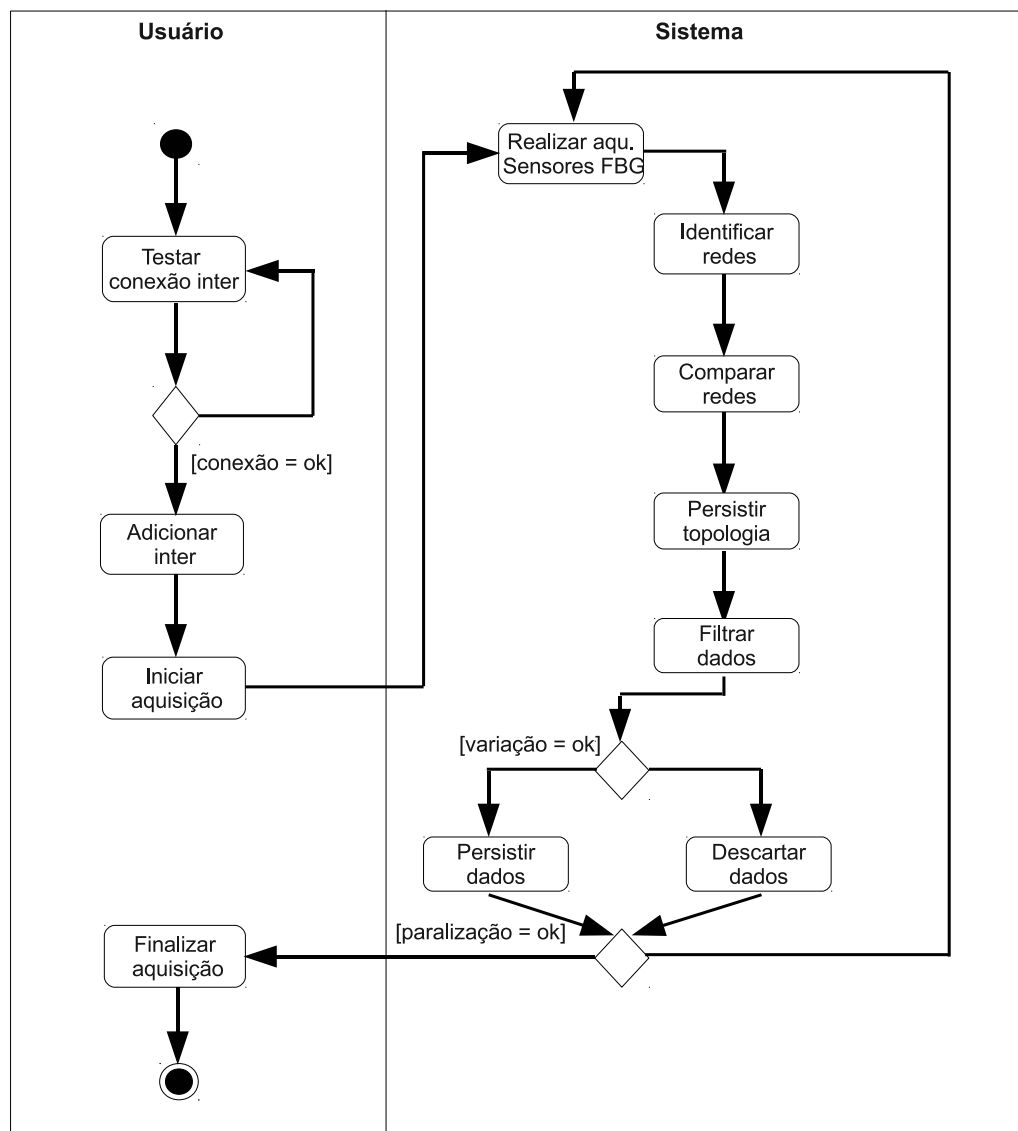 Usuário
Sistema
Testar
conexão inter
[conexão = ok]
Adicionar
inter
Iniciar
aquisição
Realizar aqu.
Sensores FBG
Identificar
redes
Comparar
redes
Persistir
topologia
Filtrar
dados
[variação = ok]
Persistir
dados
Descartar
dados
[paralização = ok]
Finalizar
aquisição